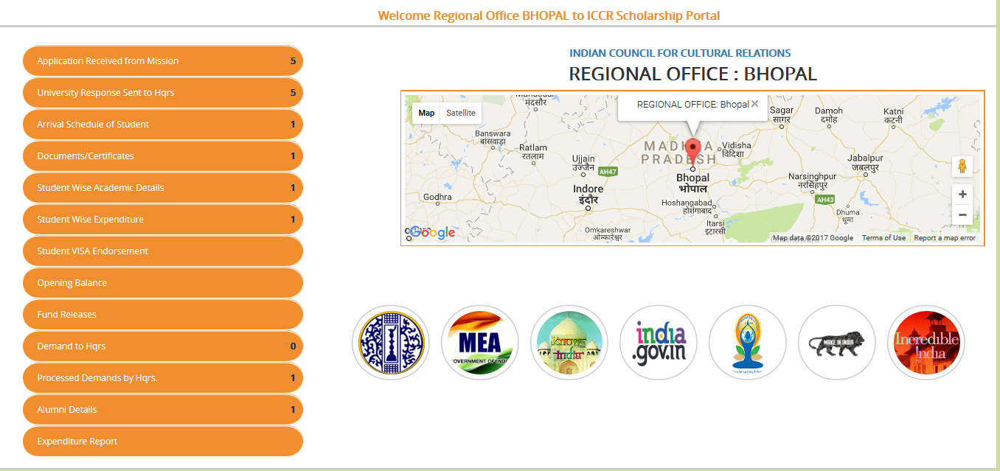 Welcome Regional Office BHOPAL to ICCR Scholarship Portal
Application Received from Mission 5
University Response Sent to Hqrs 5
Arrival Schedule of Student 1
Documents/Certificates 1
Student Wise Academic Details 1
Student Wise Expenditure 1
Student VISA Endorsement
Opening Balance
Fund Releases
Demand to Hqrs 0
Processed Demands by Hqrs. 1
Alumni Details 1
Expenditure Report
INDIAN COUNCIL FOR CULTURAL RELATIONS
REGIONAL OFFICE : BHOPAL
Map Satellite
REGIONAL OFFICE: Bhopal
मंदसौर
Sagar
सागर
Damoh
दमोह
Katni
कटनी
Banswara
बांसवाड़ा
Ratlam
रतलाम
MADHYA
PRADESH
Vidisha
विदिशा
Ujjain
उज्जैन
AH47
Jabalpur
जबलपुर
Bhopal
भोपाल
Narsinghpur
नरसिंहपुर
Indore
इंदौर
Godhra
AH43
Hoshangabad
होशंगाबाद
Dhuma
धूमा
Itarsi
इटारसी
Omkareshwar
ओम्कारेश्वर
Google
Map data ©2017 Google Terms of Use Report a map error
MEA
Know
India
india
.gov.in
MAKE IN INDIA
Incredible
India